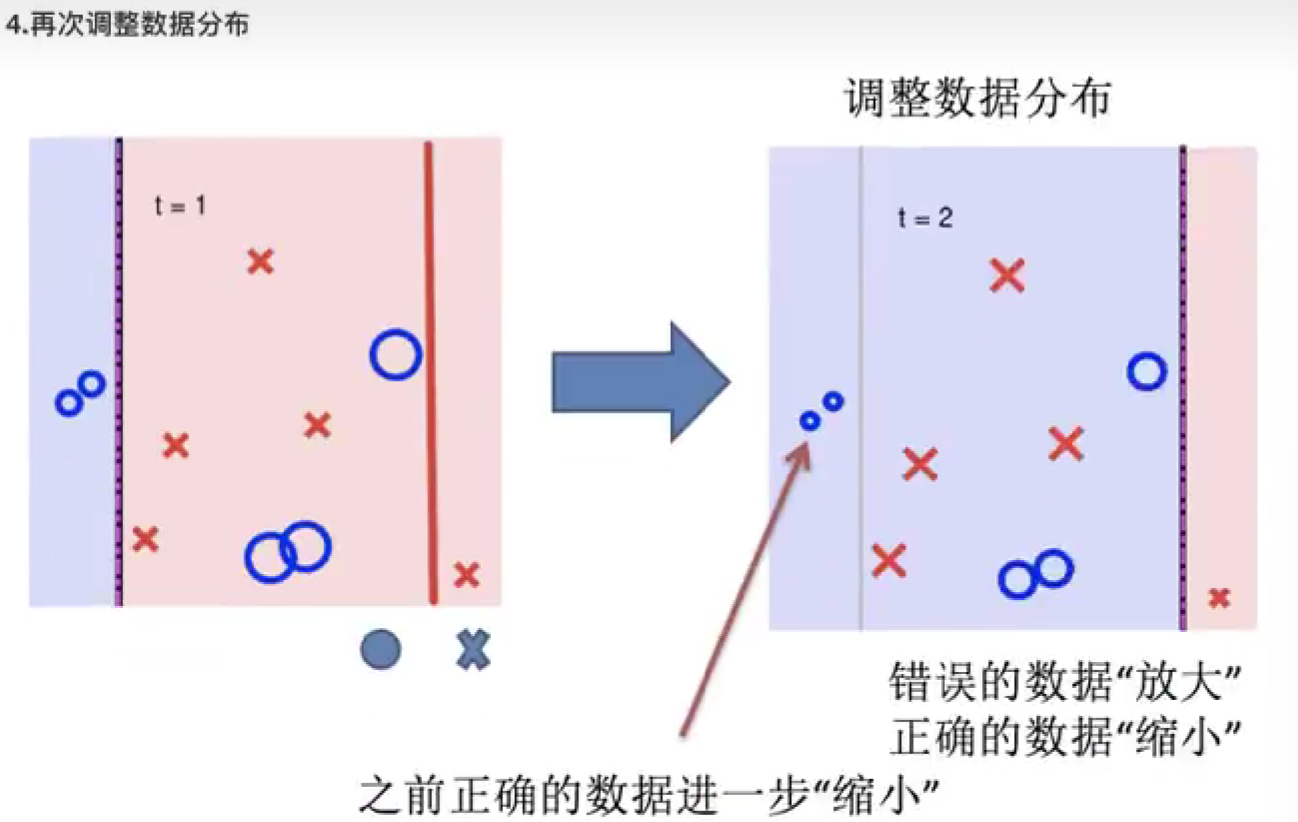 4.再次调整数据分布
调整数据分布
t = 1
t = 2
错误的数据“放大”
正确的数据“缩小”
之前正确的数据进一步“缩小”